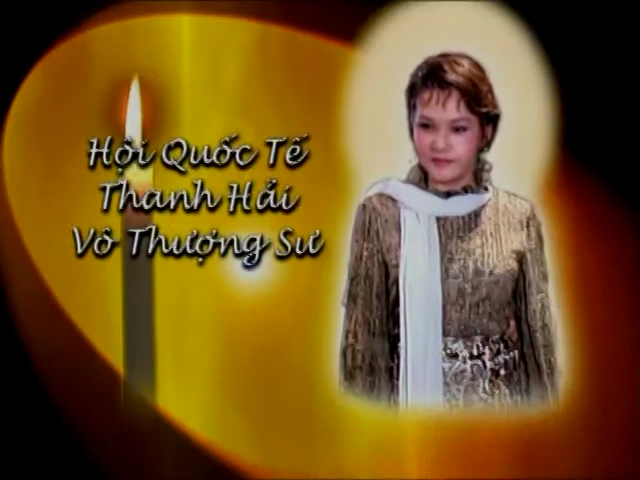 Hội Quốc Tế
Thanh Hải
Vô Thượng Sư